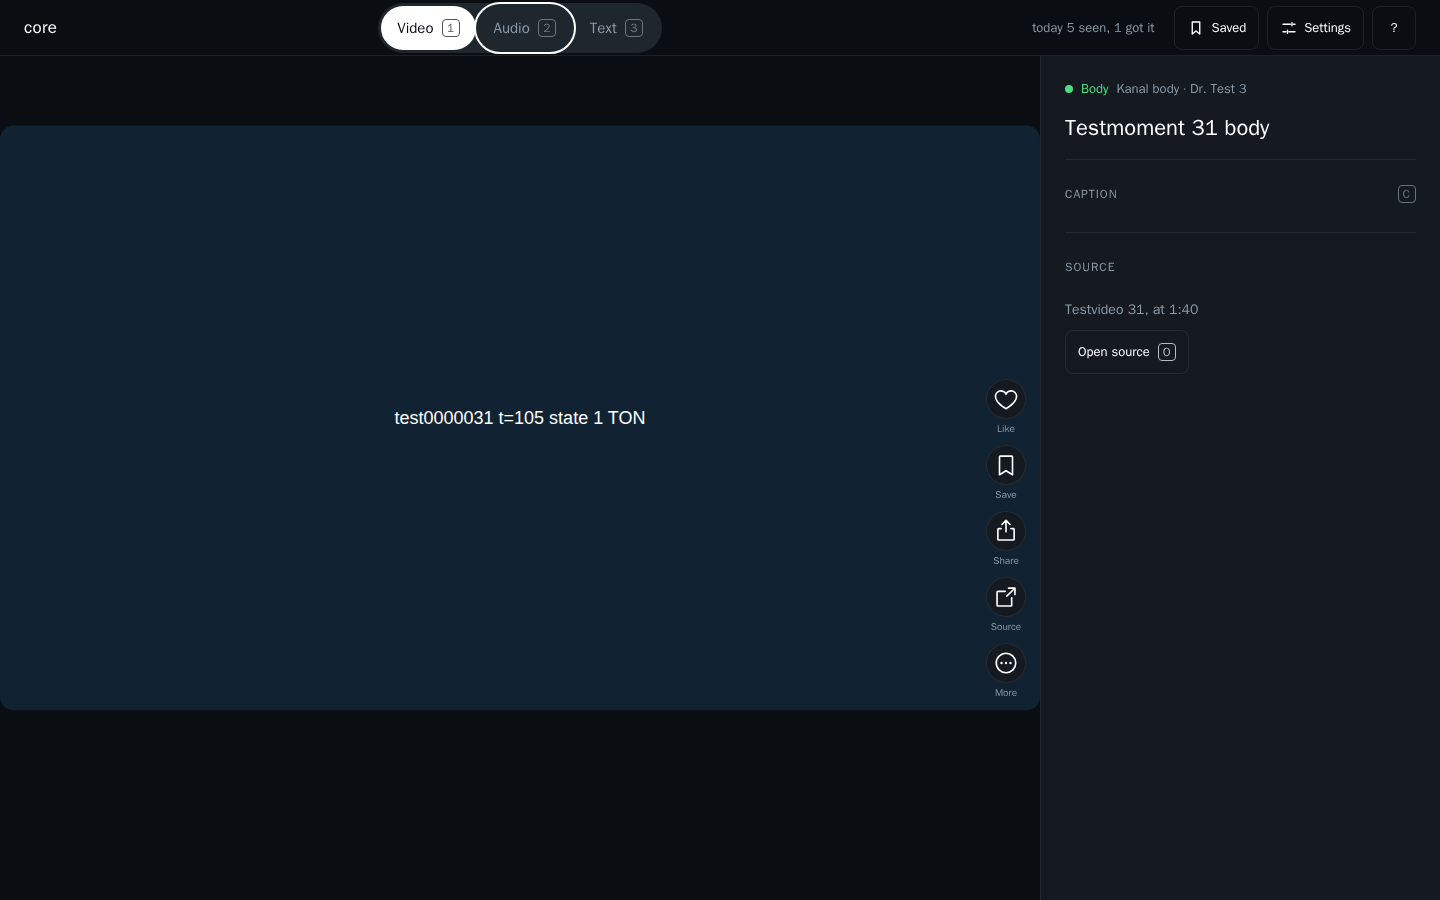 core
Video 1
Audio 2
Text 3
today 5 seen, 1 got it
Saved
Settings
?
test0000031 t=105 state 1 TON
Like
Save
Share
Source
More
Body Kanal body · Dr. Test 3
Testmoment 31 body
CAPTION C
SOURCE
Testvideo 31, at 1:40
Open source O